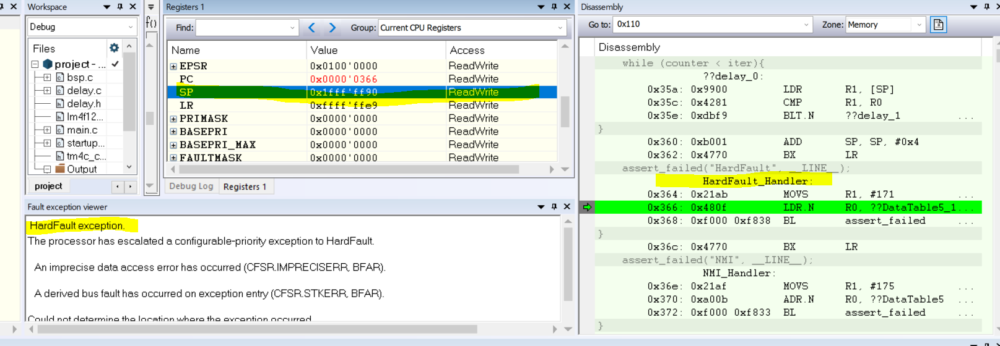 Workspace
Debug
Files
project - ...
bsp.c
delay.c
delay.h
lm4f12...
main.c
startup...
tm4c_c...
Output
project
f()
Registers 1
Find:
Group: Current CPU Registers
Name Value Access
EPSR 0x0100'0000 ReadWrite
PC 0x0000'0366 ReadWrite
SP 0x1fff'ff90 ReadWrite
LR 0xffff'ffe9 ReadWrite
PRIMASK 0x0000'0000 ReadWrite
BASEPRI 0x0000'0000 ReadWrite
BASEPRI_MAX 0x0000'0000 ReadWrite
FAULTMASK 0x0000'0000 ReadWrite
Debug Log Registers 1
Fault exception viewer
HardFault exception.
The processor has escalated a configurable-priority exception to HardFault.
An imprecise data access error has occurred (CFSR.IMPRECISERR, BFAR).
A derived bus fault has occurred on exception entry (CFSR.STKERR, BFAR).
Could not determine the location where the exception occurred
Disassembly
Go to: 0x110 Zone: Memory
Disassembly
while (counter < iter){
??delay_0:
0x35a: 0x9900 LDR R1, [SP]
0x35c: 0x4281 CMP R1, R0
0x35e: 0xdbf9 BLT.N ??delay_1 ...
}
0x360: 0xb001 ADD SP, SP, #0x4
0x362: 0x4770 BX LR
assert_failed("HardFault", __LINE__);
HardFault_Handler:
0x364: 0x21ab MOVS R1, #171 ...
0x366: 0x480f LDR.N R0, ??DataTable5_1...
0x368: 0xf000 0xf838 BL assert_failed ...
}
0x36c: 0x4770 BX LR
assert_failed("NMI", __LINE__);
NMI_Handler:
0x36e: 0x21af MOVS R1, #175 ...
0x370: 0xa00b ADR.N R0, ??DataTable5 ...
0x372: 0xf000 0xf833 BL assert_failed ...
}